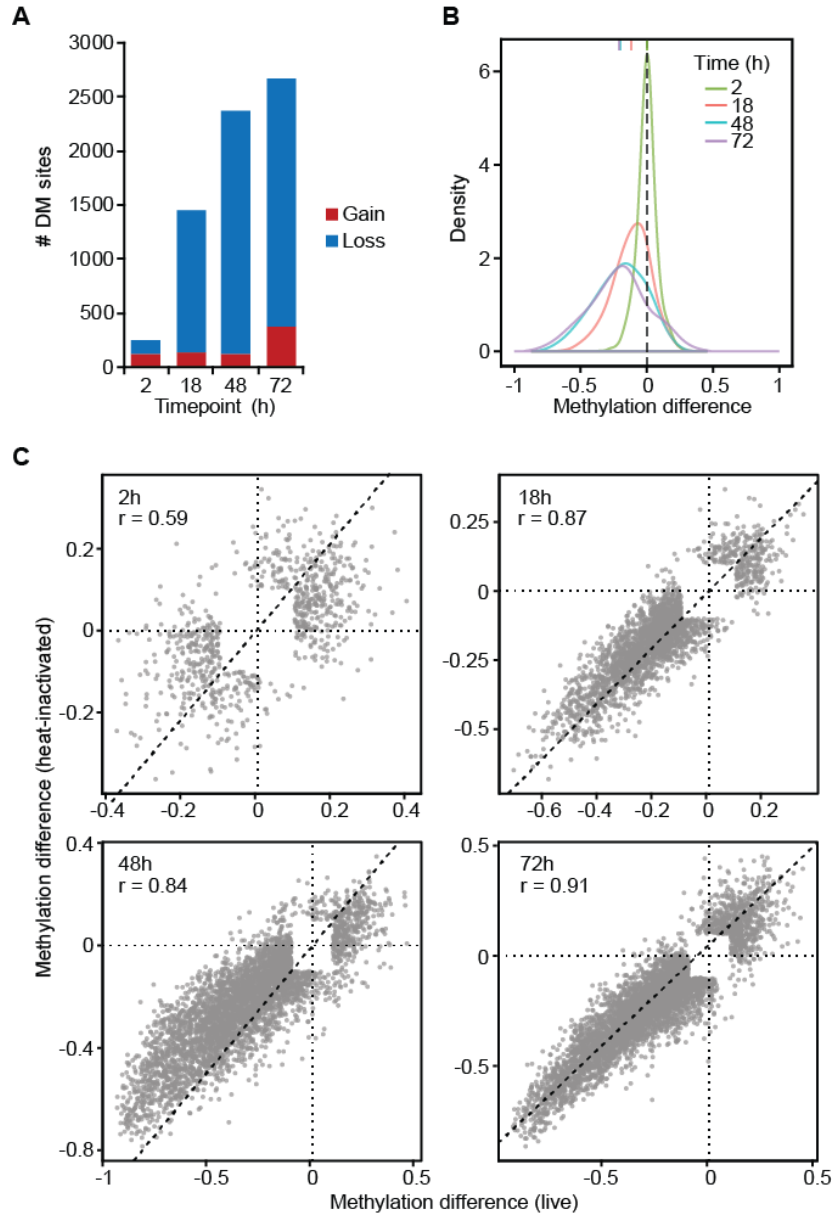 A
3000
2500
2000
1500
1000
500
0
# DM sites
2 18 48 72
Timepoint (h)
Gain
Loss
B
6
4
2
0
Density
Time (h)
2
18
48
72
-1 -0.5 0 0.5 1
Methylation difference
C
Methylation difference (heat-inactivated)
2h
r = 0.59
0.2
0
-0.2
-0.4 -0.2 0 0.2 0.4
18h
r = 0.87
0.25
0
-0.25
-0.5
-0.6 -0.4 -0.2 0 0.2
48h
r = 0.84
0.4
0
-0.4
-0.8
-1 -0.5 0 0.5
72h
r = 0.91
0.5
0
-0.5
-0.5 0 0.5
Methylation difference (live)